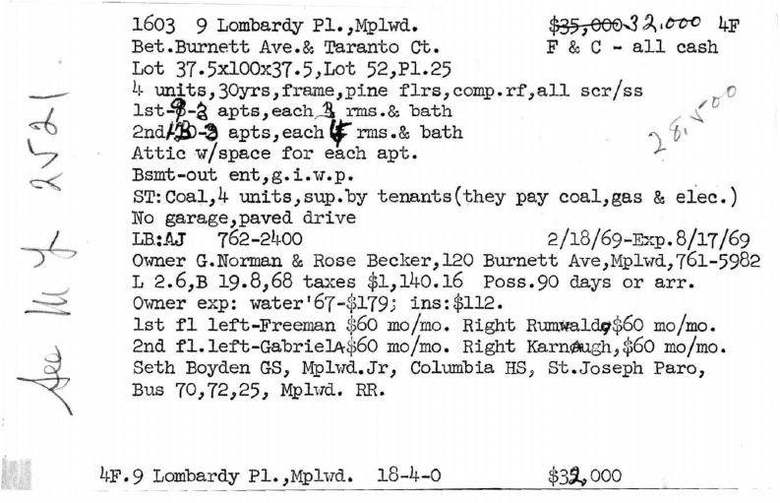 1603 9 Lombardy Pl.,Mplwd. $35,000 32,000 4F
Bet.Burnett Ave.& Taranto Ct. F & C - all cash
Lot 37.5x100x37.5,Lot 52,Pl.25
4 units,30yrs,frame,pine flrs,comp.rf,all scr/ss
1st- apts,each rms.& bath
2nd apts,each 4 rms.& bath
28,500
Attic w/space for each apt.
Bsmt-out ent,g.i.w.p.
ST:Coal,4 units,sup.by tenants(they pay coal,gas & elec.)
No garage,paved drive
LB:AJ 762-2400 2/18/69-Exp.8/17/69
Owner G.Norman & Rose Becker,120 Burnett Ave,Mplwd,761-5982
L 2.6,B 19.8,68 taxes $1,140.16 Poss.90 days or arr.
Owner exp: water'67-$179; ins:$112.
1st fl left-Freeman $60 mo/mo. Right Rumwald $60 mo/mo.
2nd fl.left-Gabriel $60 mo/mo. Right Karnaugh,$60 mo/mo.
Seth Boyden GS, Mplwd.Jr, Columbia HS, St.Joseph Paro,
Bus 70,72,25, Mplwd. RR.
4F.9 Lombardy Pl.,Mplwd. 18-4-0 $32,000
See 2521